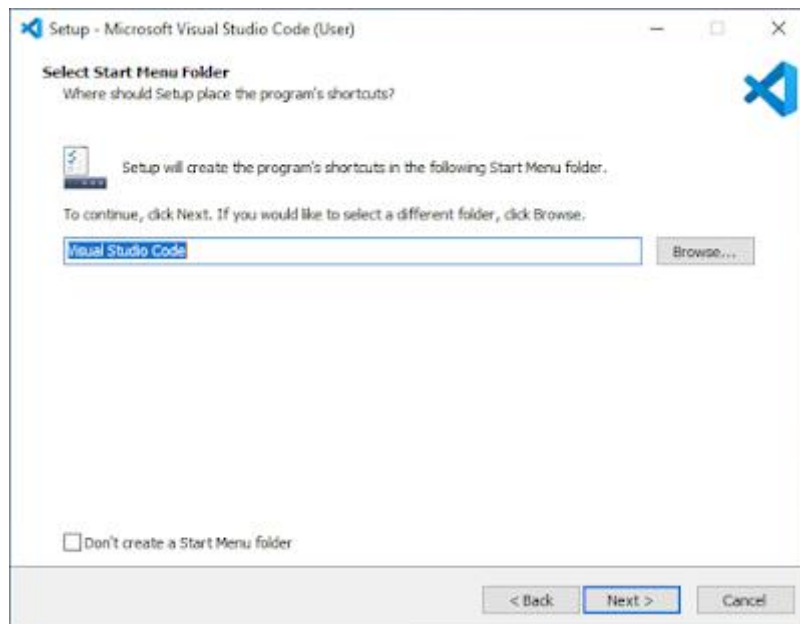 Setup - Microsoft Visual Studio Code (User)
Select Start Menu Folder
Where should Setup place the program's shortcuts?
Setup will create the program's shortcuts in the following Start Menu folder.
To continue, click Next. If you would like to select a different folder, click Browse.
Visual Studio Code
Browse...
Don't create a Start Menu folder
< Back
Next >
Cancel